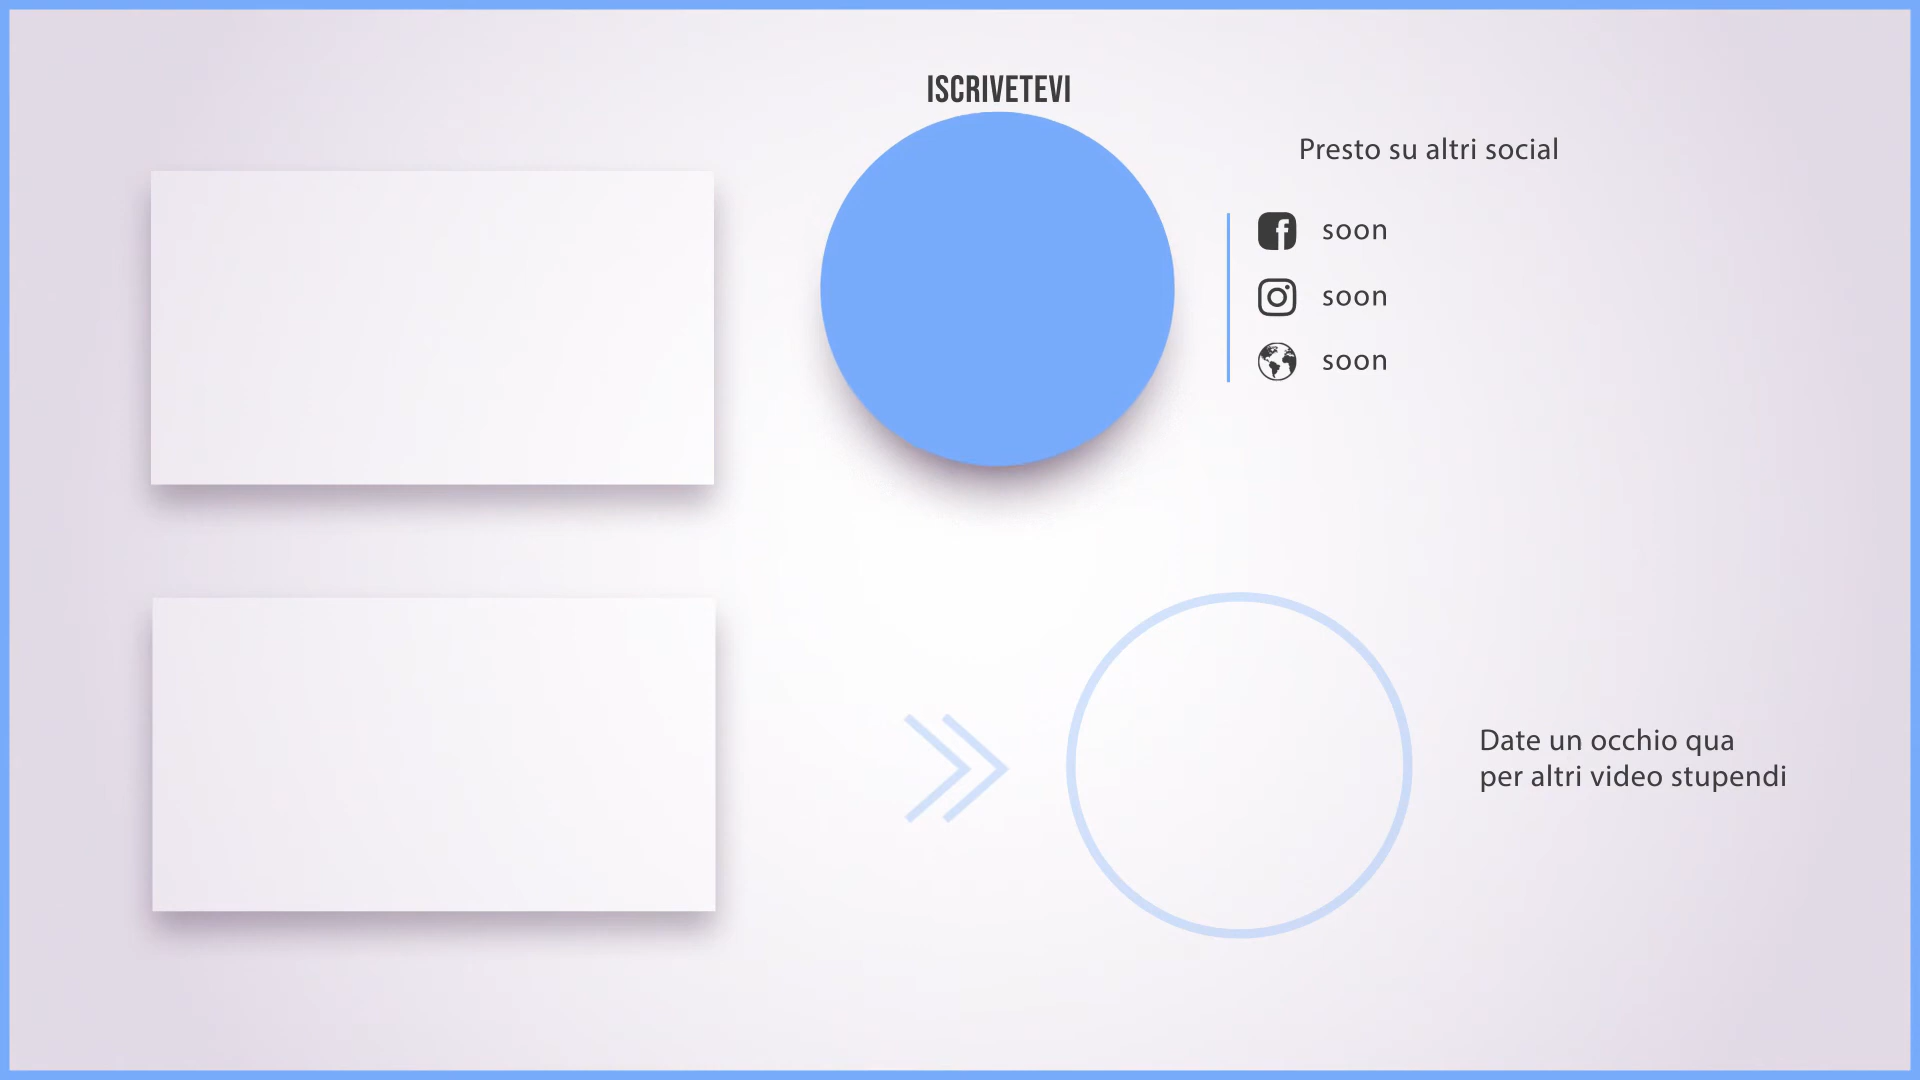 ISCRIVETEVI
Presto su altri social
soon
soon
soon
Date un occhio qua
per altri video stupendi